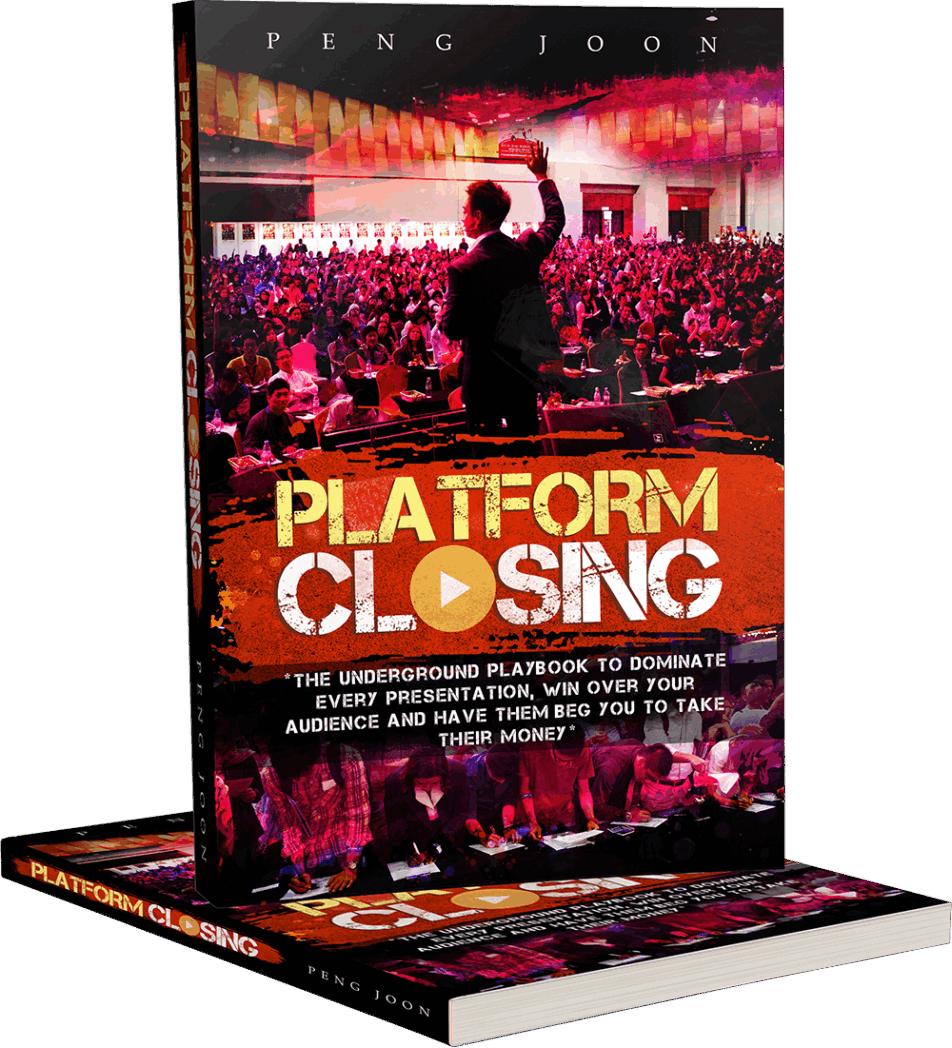 PENG JOON
PLATFORM
CLOSING
*THE UNDERGROUND PLAYBOOK TO DOMINATE
EVERY PRESENTATION, WIN OVER YOUR
AUDIENCE AND HAVE THEM BEG YOU TO TAKE
THEIR MONEY*
PLATFORM CLOSING
PENG JOON
PLATFORM CLOSING
PENG JOON